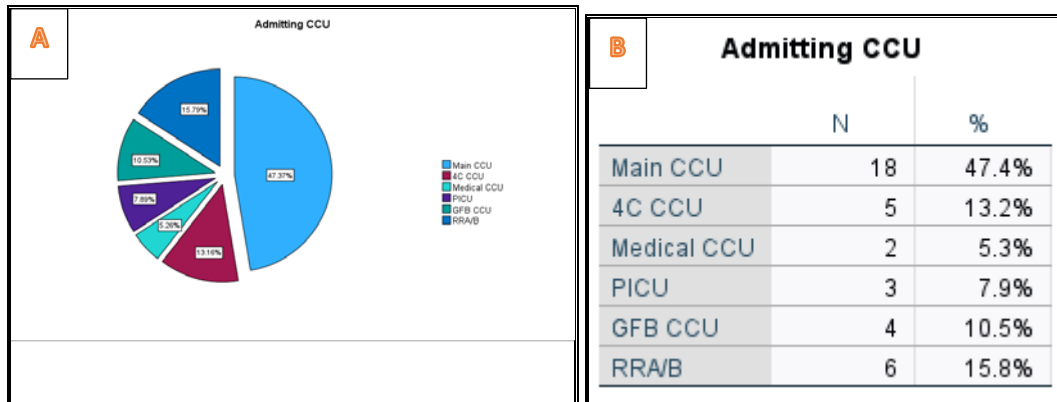 A
Admitting CCU
15.79%
10.53%
7.89%
5.26%
13.16%
47.37%
Main CCU
4C CCU
Medical CCU
PICU
GFB CCU
RRA/B
B
Admitting CCU
N %
Main CCU 18 47.4%
4C CCU 5 13.2%
Medical CCU 2 5.3%
PICU 3 7.9%
GFB CCU 4 10.5%
RRA/B 6 15.8%